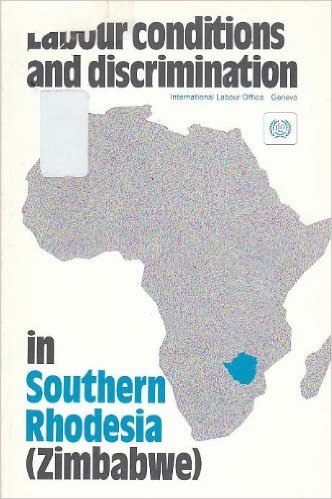 Labour conditions
and discrimination
International Labour Office Geneva
in
Southern
Rhodesia
(Zimbabwe)